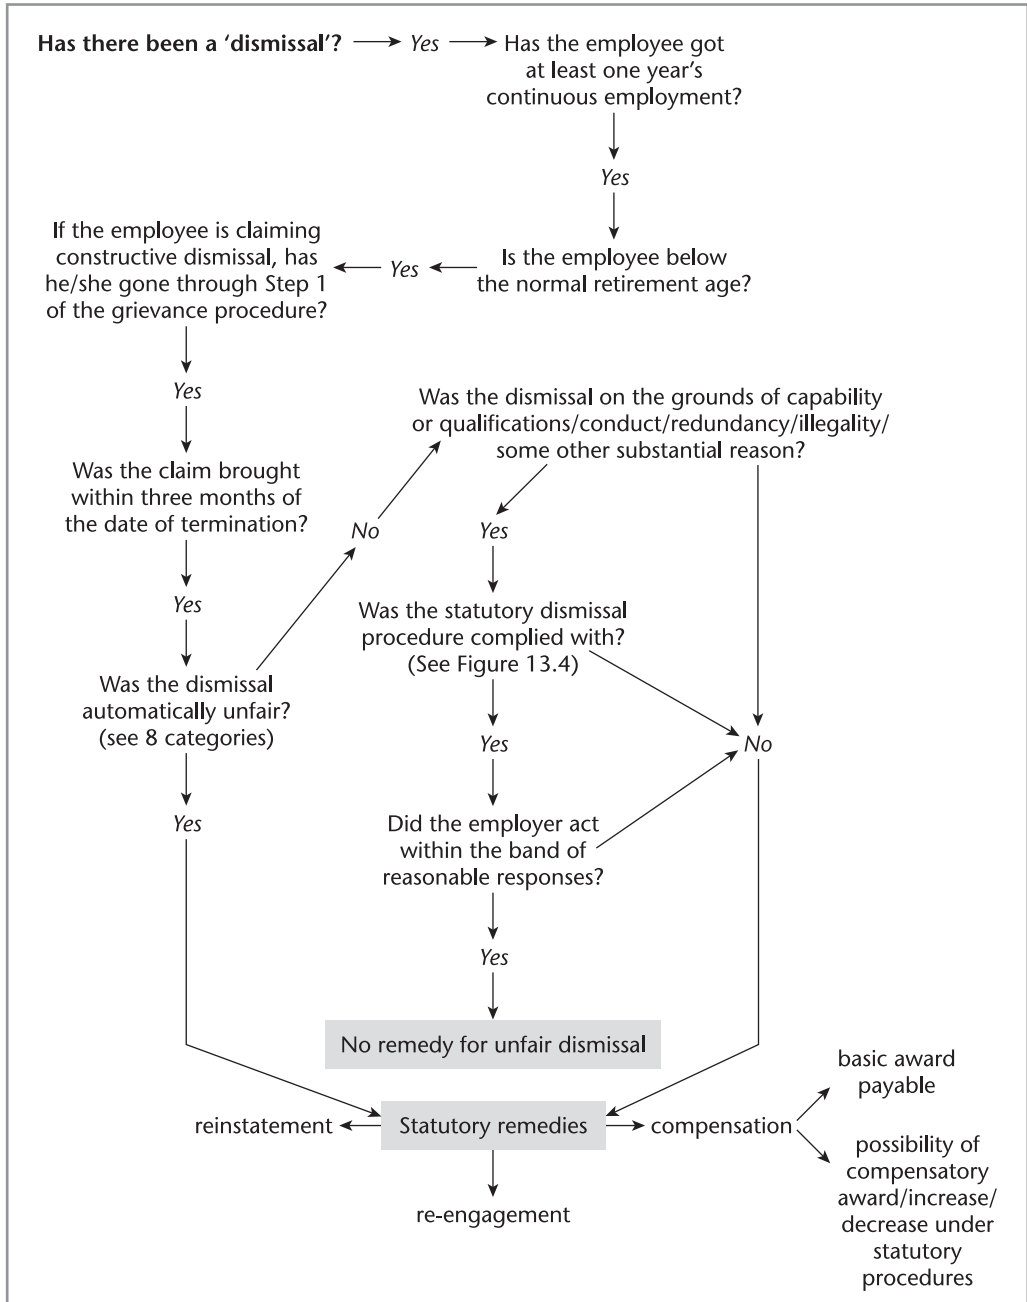 Has there been a ‘dismissal’?
Yes
Has the employee got
at least one year’s
continuous employment?
Yes
Is the employee below
the normal retirement age?
Yes
If the employee is claiming
constructive dismissal, has
he/she gone through Step 1
of the grievance procedure?
Yes
Was the claim brought
within three months of
the date of termination?
Yes
Was the dismissal
automatically unfair?
(see 8 categories)
No
Yes
Was the dismissal on the grounds of capability
or qualifications/conduct/redundancy/illegality/
some other substantial reason?
Yes
Was the statutory dismissal
procedure complied with?
(See Figure 13.4)
Yes
No
Did the employer act
within the band of
reasonable responses?
Yes
No remedy for unfair dismissal
Statutory remedies
reinstatement
re-engagement
compensation
basic award
payable
possibility of
compensatory
award/increase/
decrease under
statutory
procedures